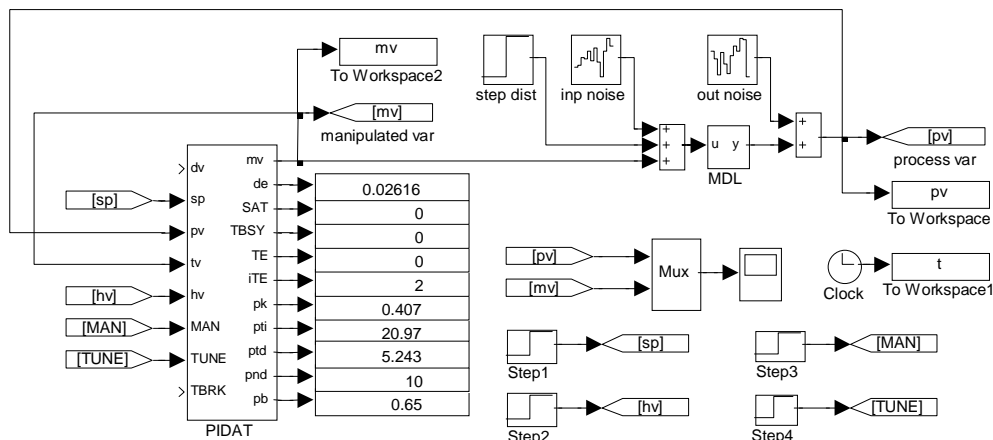 mv
To Workspace2
[mv]
manipulated var
step dist
inp noise
out noise
+
+
+
u y
MDL
+
+
[pv]
process var
pv
To Workspace
t
To Workspace1
Clock
[sp]
[hv]
[MAN]
[TUNE]
dv
sp
pv
tv
hv
MAN
TUNE
TBRK
mv
de
SAT
TBSY
TE
iTE
pk
pti
ptd
pnd
pb
PIDAT
0.02616
0
0
0
2
0.407
20.97
5.243
10
0.65
[pv]
[mv]
Mux
Step1
[sp]
Step2
[hv]
Step3
[MAN]
Step4
[TUNE]